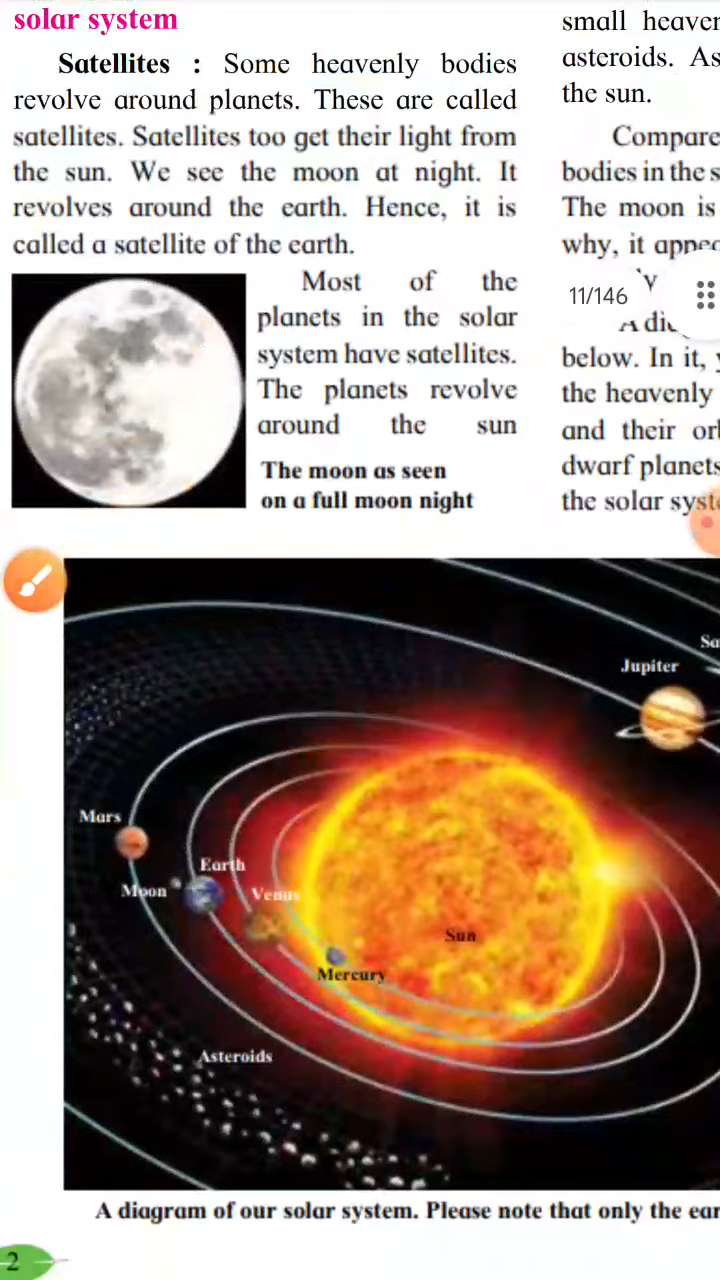 solar system
Satellites : Some heavenly bodies
revolve around planets. These are called
satellites. Satellites too get their light from
the sun. We see the moon at night. It
revolves around the earth. Hence, it is
called a satellite of the earth.
Most of the
planets in the solar
system have satellites.
The planets revolve
around the sun
The moon as seen
on a full moon night
small
asteroids. As
the sun.
Compare
bodies in the s
The moon is
why, it
11/146
below. In it,
the heavenly
and their
dwarf planets
the solar
Jupiter
Mars
Earth
Moon
Venus
Sun
Mercury
Asteroids
A diagram of our solar system. Please note that only the
2